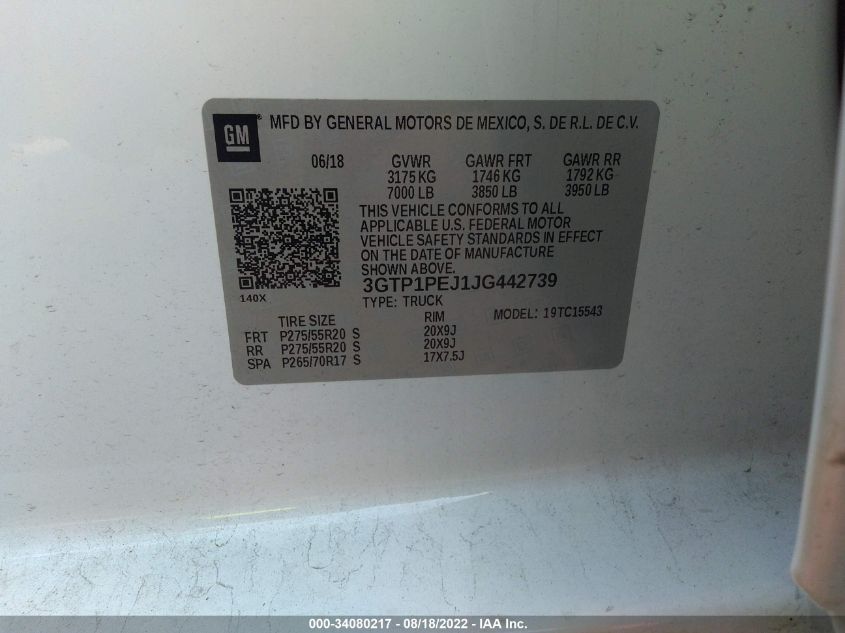 GM ® MFD BY GENERAL MOTORS DE MEXICO, S. DE R.L. DE C.V.
06/18 GVWR GAWR FRT GAWR RR
3175 KG 1746 KG 1792 KG
7000 LB 3850 LB 3950 LB
THIS VEHICLE CONFORMS TO ALL
APPLICABLE U.S. FEDERAL MOTOR
VEHICLE SAFETY STANDARDS IN EFFECT
ON THE DATE OF MANUFACTURE
SHOWN ABOVE.
3GTP1PEJ1JG442739
140X
TYPE: TRUCK
TIRE SIZE RIM MODEL: 19TC15543
FRT P275/55R20 S 20X9J
RR P275/55R20 S 20X9J
SPA P265/70R17 S 17X7.5J
000-34080217 - 08/18/2022 - IAA Inc.